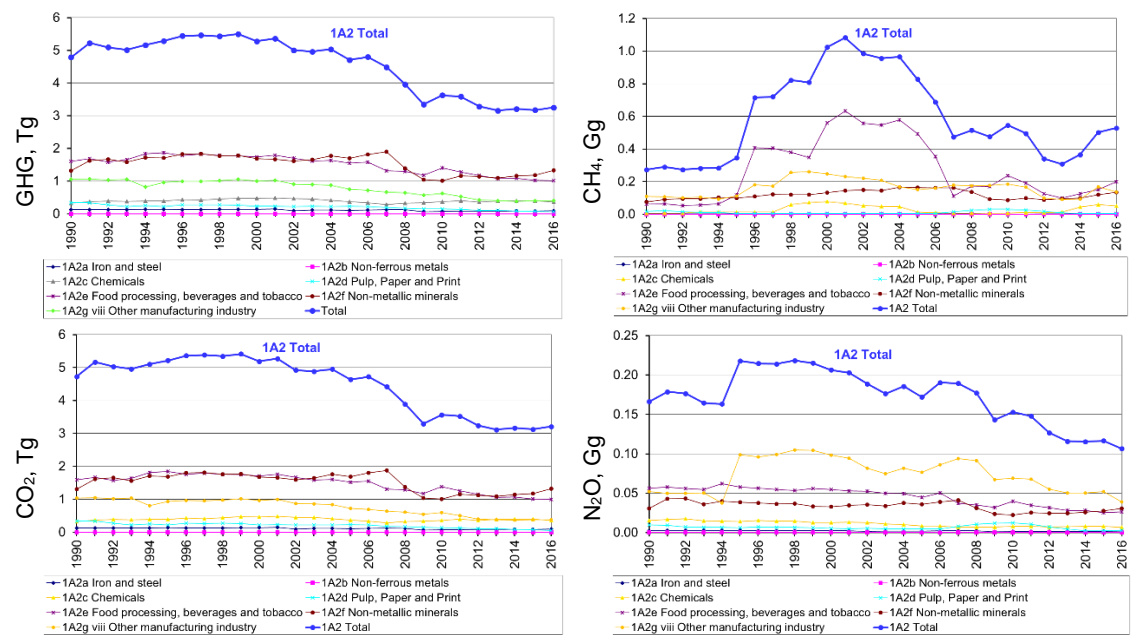 1A2 Total
GHG, Tg
6
5
4
3
2
1
0
1990
1992
1994
1996
1998
2000
2002
2004
2006
2008
2010
2012
2014
2016
1A2a Iron and steel
1A2b Non-ferrous metals
1A2c Chemicals
1A2d Pulp, Paper and Print
1A2e Food processing, beverages and tobacco
1A2f Non-metallic minerals
1A2g viii Other manufacturing industry
Total
1A2 Total
CH₄, Gg
1.2
1.0
0.8
0.6
0.4
0.2
0.0
1990
1992
1994
1996
1998
2000
2002
2004
2006
2008
2010
2012
2014
2016
1A2a Iron and steel
1A2b Non-ferrous metals
1A2c Chemicals
1A2d Pulp, Paper and Print
1A2e Food processing, beverages and tobacco
1A2f Non-metallic minerals
1A2g viii Other manufacturing industry
1A2 Total
1A2 Total
CO₂, Tg
6
5
4
3
2
1
0
1990
1992
1994
1996
1998
2000
2002
2004
2006
2008
2010
2012
2014
2016
1A2a Iron and steel
1A2b Non-ferrous metals
1A2c Chemicals
1A2d Pulp, Paper and Print
1A2e Food processing, beverages and tobacco
1A2f Non-metallic minerals
1A2g viii Other manufacturing industry
1A2 Total
1A2 Total
N₂O, Gg
0.25
0.20
0.15
0.10
0.05
0.00
1990
1992
1994
1996
1998
2000
2002
2004
2006
2008
2010
2012
2014
2016
1A2a Iron and steel
1A2b Non-ferrous metals
1A2c Chemicals
1A2d Pulp, Paper and Print
1A2e Food processing, beverages and tobacco
1A2f Non-metallic minerals
1A2g viii Other manufacturing industry
1A2 Total